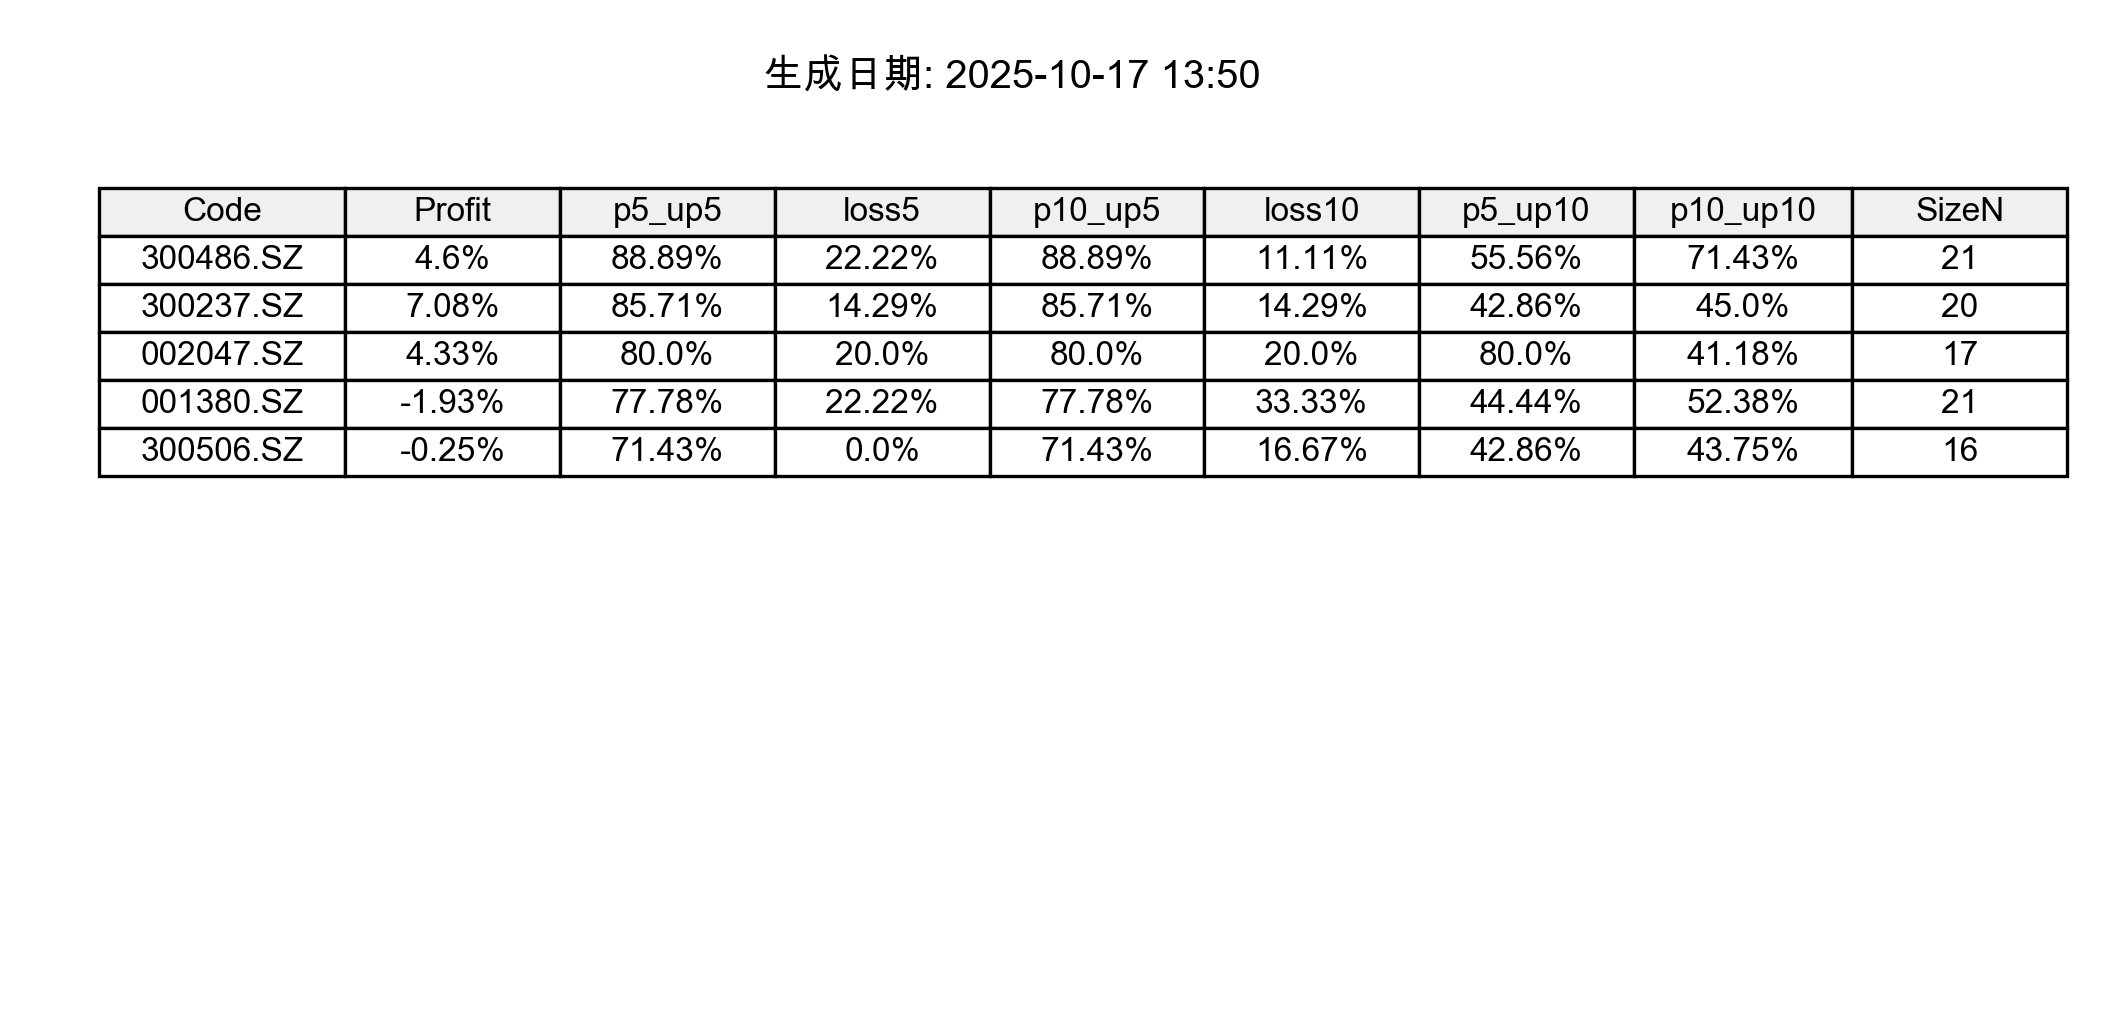 生成日期: 2025-10-17 13:50
Code Profit p5_up5 loss5 p10_up5 loss10 p5_up10 p10_up10 SizeN
300486.SZ 4.6% 88.89% 22.22% 88.89% 11.11% 55.56% 71.43% 21
300237.SZ 7.08% 85.71% 14.29% 85.71% 14.29% 42.86% 45.0% 20
002047.SZ 4.33% 80.0% 20.0% 80.0% 20.0% 80.0% 41.18% 17
001380.SZ -1.93% 77.78% 22.22% 77.78% 33.33% 44.44% 52.38% 21
300506.SZ -0.25% 71.43% 0.0% 71.43% 16.67% 42.86% 43.75% 16